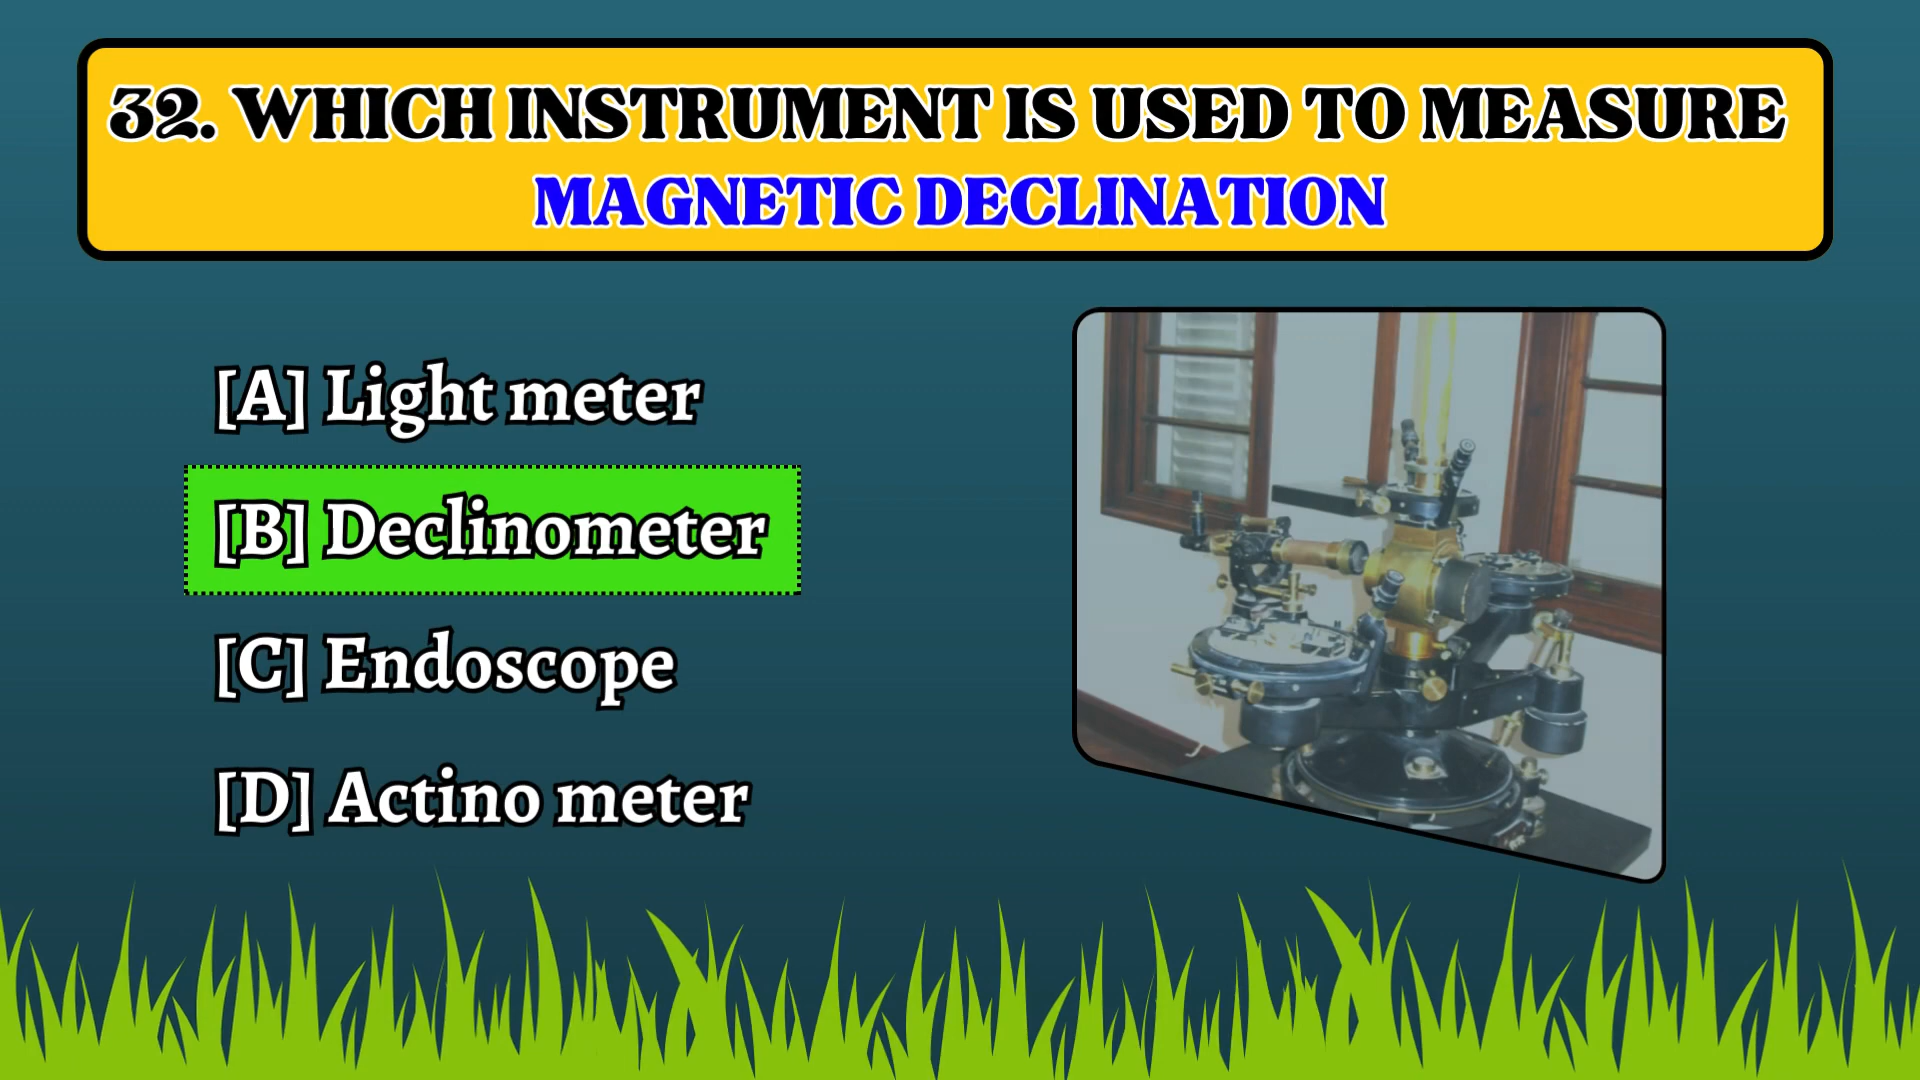 32. WHICH INSTRUMENT IS USED TO MEASURE
MAGNETIC DECLINATION
[A] Light meter
[B] Declinometer
[C] Endoscope
[D] Actino meter